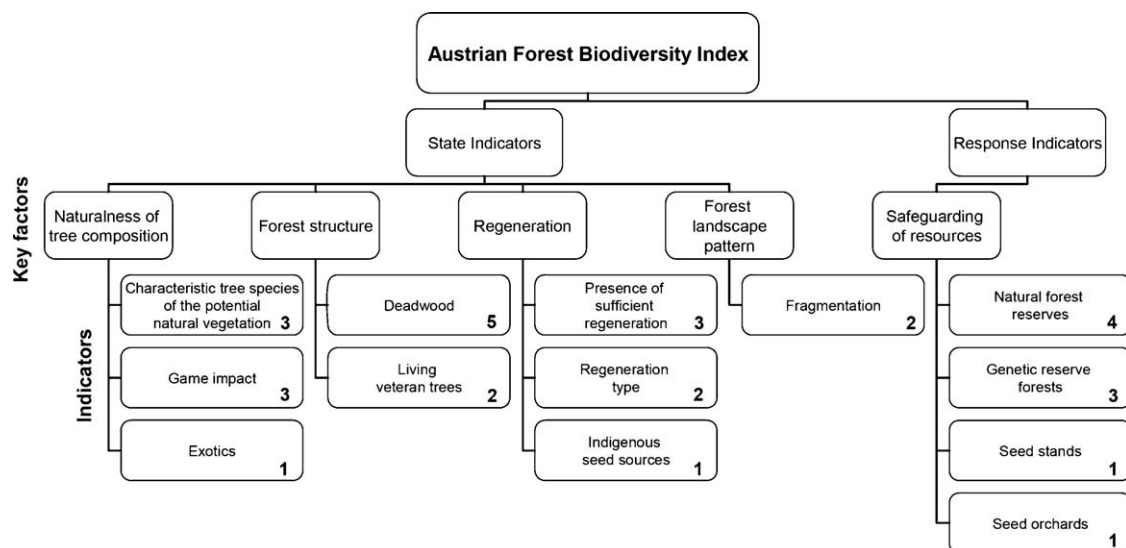 Austrian Forest Biodiversity Index
State Indicators
Response Indicators
Key factors
Naturalness of
tree composition
Forest structure
Regeneration
Forest
landscape
pattern
Safeguarding
of resources
Indicators
Characteristic tree species
of the potential
natural vegetation 3
Deadwood
5
Presence of
sufficient
regeneration 3
Fragmentation
2
Natural forest
reserves
4
Game impact
3
Living
veteran trees
2
Regeneration
type
2
Genetic reserve
forests
3
Exotics
1
Indigenous
seed sources
1
Seed stands
1
Seed orchards
1